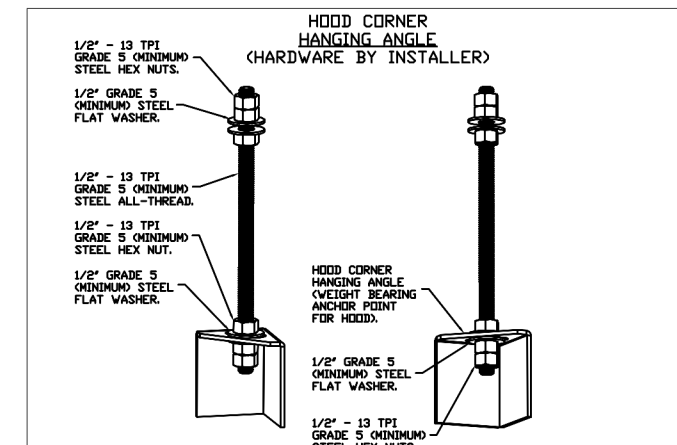 HOOD CORNER
HANGING ANGLE
(HARDWARE BY INSTALLER)
1/2" - 13 TPI
GRADE 5 (MINIMUM)
STEEL HEX NUTS.
1/2" GRADE 5
(MINIMUM) STEEL
FLAT WASHER.
1/2" - 13 TPI
GRADE 5 (MINIMUM)
STEEL ALL-THREAD.
1/2" - 13 TPI
GRADE 5 (MINIMUM)
STEEL HEX NUT.
1/2" GRADE 5
(MINIMUM) STEEL
FLAT WASHER.
HOOD CORNER
HANGING ANGLE
(WEIGHT BEARING
ANCHOR POINT
FOR HOOD).
1/2" GRADE 5
(MINIMUM) STEEL
FLAT WASHER.
1/2" - 13 TPI
GRADE 5 (MINIMUM)
STEEL HEX NUTS